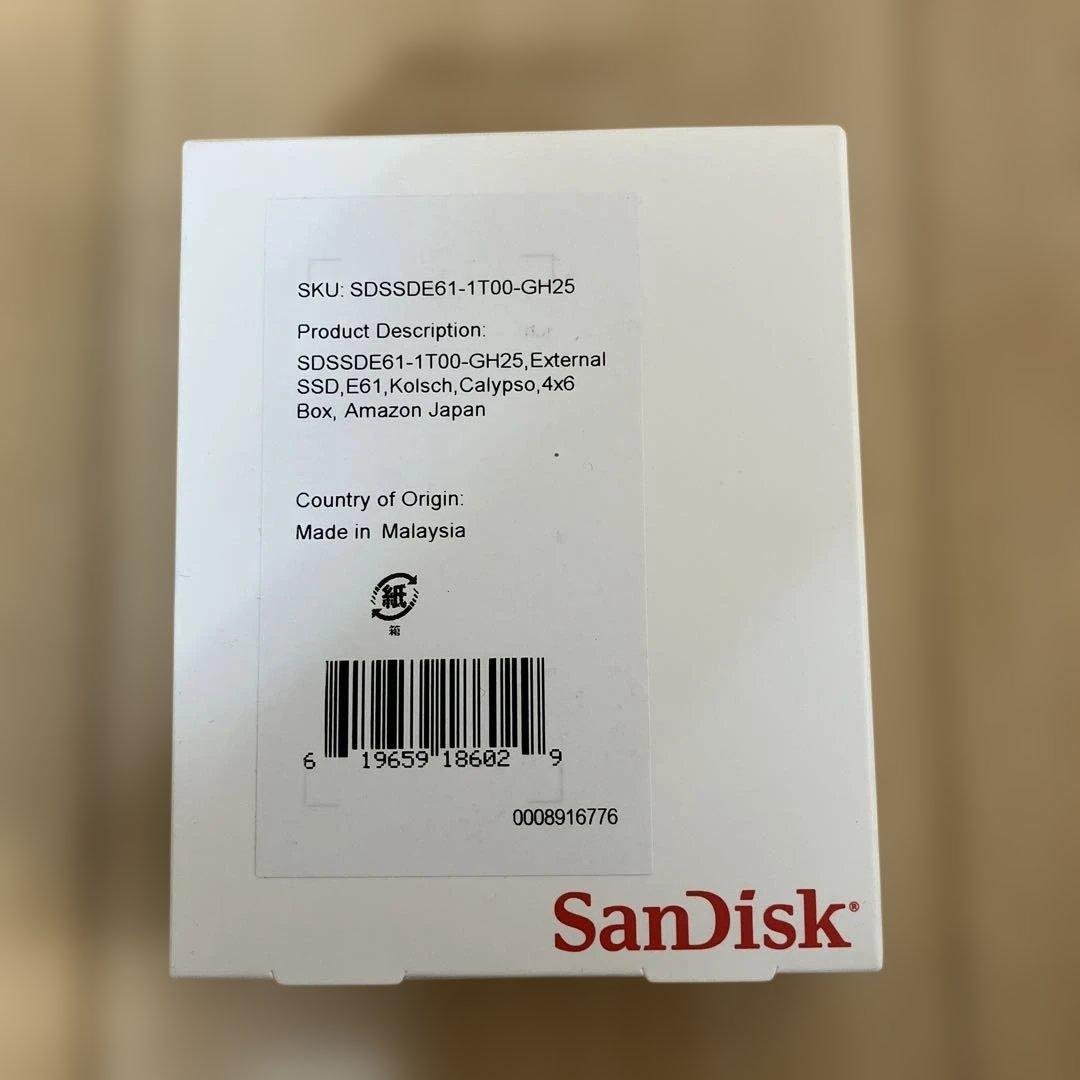 SKU: SDSSDE61-1T00-GH25
Product Description:
SDSSDE61-1T00-GH25,External
SSD,E61,Kolsch,Calypso,4x6
Box, Amazon Japan
Country of Origin:
Made in Malaysia
紙
箱
6 19659 18602 9
0008916776
SanDisk®